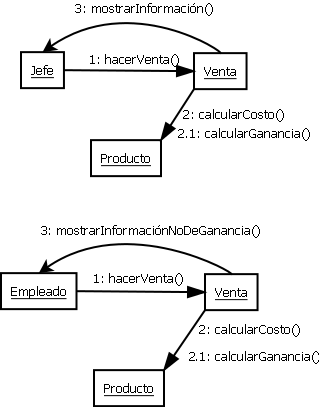 3: mostrarInformación()
1: hacerVenta()
Jefe
Venta
2: calcularCosto()
2.1: calcularGanancia()
Producto
3: mostrarInformaciónNoDeGanancia()
1: hacerVenta()
Empleado
Venta
2: calcularCosto()
2.1: calcularGanancia()
Producto